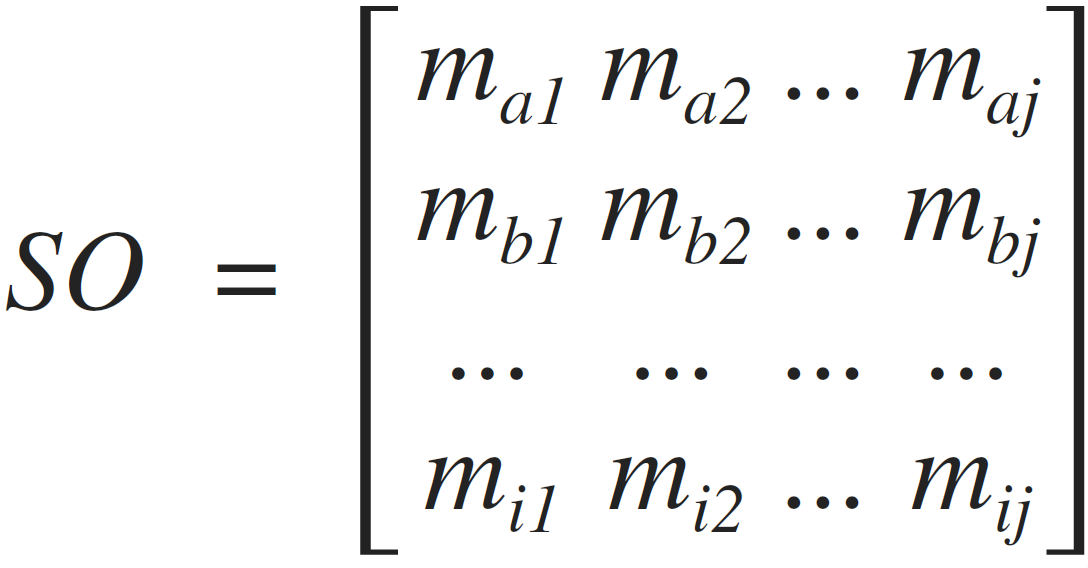 m_{a1} m_{a2} ... m_{aj}
m_{b1} m_{b2} ... m_{bj}
SO =
... ... ... ...
m_{i1} m_{i2} ... m_{ij}